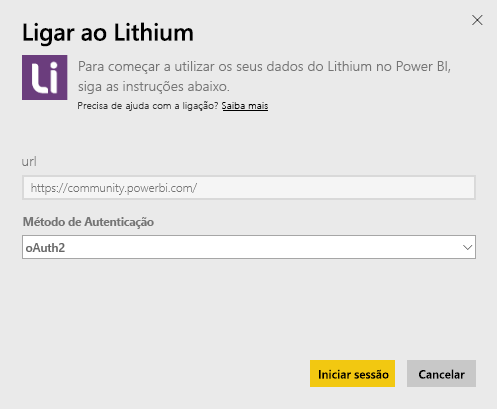 Ligar ao Lithium
Li
Para começar a utilizar os seus dados do Lithium no Power BI,
siga as instruções abaixo.
Precisa de ajuda com a ligação? Saiba mais
url
https://community.powerbi.com/
Método de Autenticação
oAuth2
Iniciar sessão
Cancelar